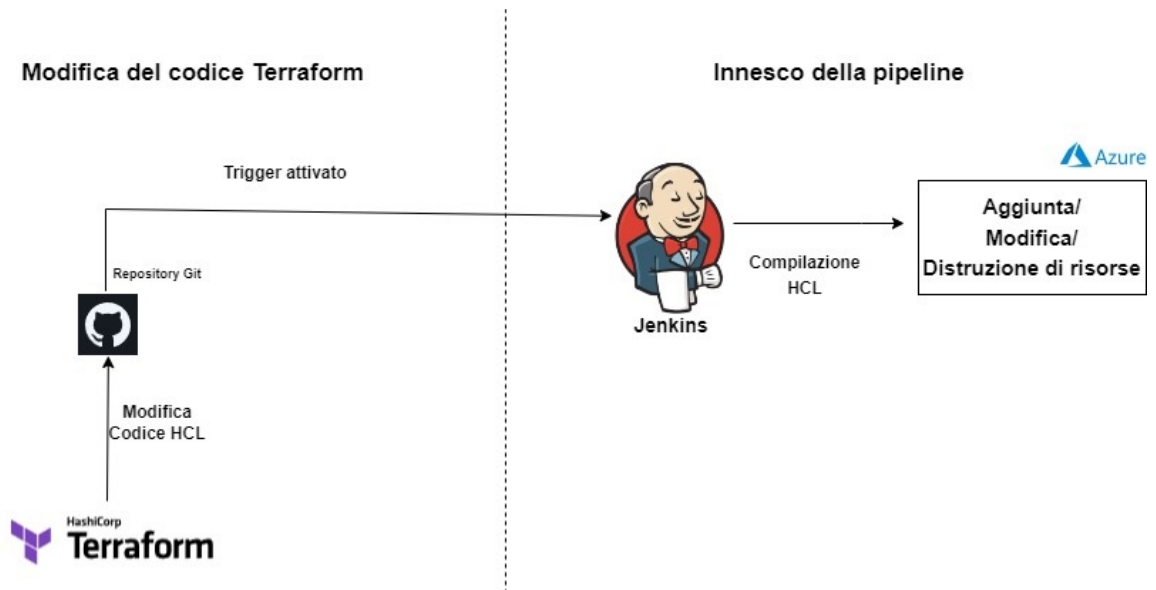 Modifica del codice Terraform
Innesco della pipeline
Trigger attivato
Azure
Aggiunta/
Modifica/
Distruzione di risorse
Repository Git
Compilazione
HCL
Jenkins
Modifica
Codice HCL
HashiCorp
Terraform